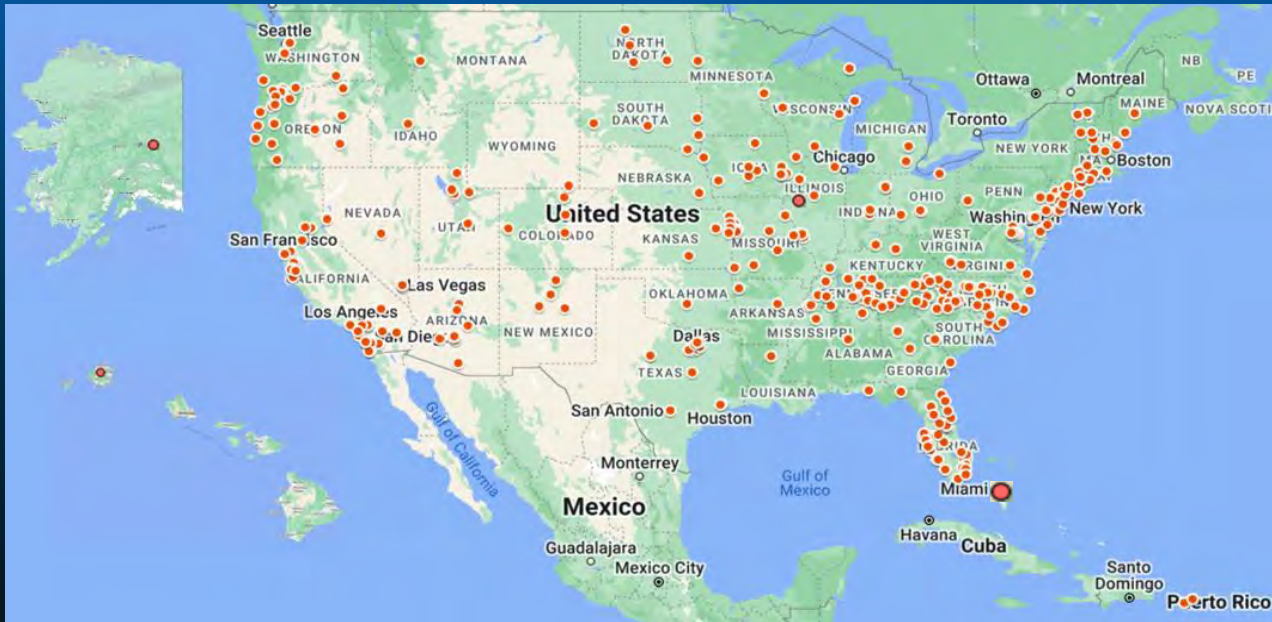 Seattle
WASHINGTON
MONTANA
NORTH
DAKOTA
MINNESOTA
Ottawa
Montreal
NB
PE
MAINE
NOVA SCOTI
SOUTH
DAKOTA
WISCONSIN
MICHIGAN
Toronto
OREGON
IDAHO
WYOMING
NEW YORK
MA
Boston
IOWA
Chicago
NEBRASKA
ILLINOIS
INDIANA
OHIO
PENN
New York
NEVADA
UTAH
United States
COLORADO
KANSAS
MISSOURI
WEST
VIRGINIA
Washington
San Francisco
CALIFORNIA
Las Vegas
KENTUCKY
Los Angeles
ARIZONA
NEW MEXICO
OKLAHOMA
ARKANSAS
San Diego
Dallas
MISSISSIPPI
SOUTH
CAROLINA
ALABAMA
TEXAS
GEORGIA
LOUISIANA
San Antonio
Houston
Gulf of California
FLORIDA
Monterrey
Gulf of
Mexico
Miami
Mexico
Havana
Cuba
Guadalajara
Mexico City
Santo
Domingo
Puerto Rico